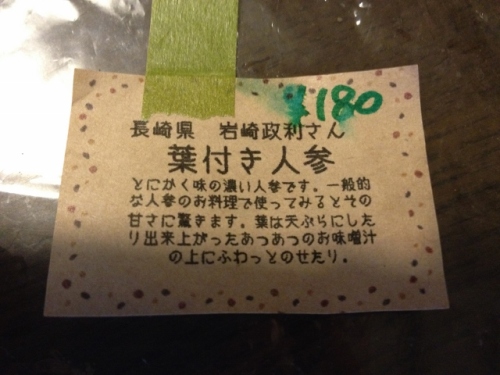 ¥180
長崎県 岩崎政利さん
葉付き人参
とにかく味の濃い人参です。一般的
な人参のお料理で使ってみるとその
甘さに驚きます。葉は天ぷらにした
り出来上がったあつあつのお味噌汁
の上にふわっとのせたり。